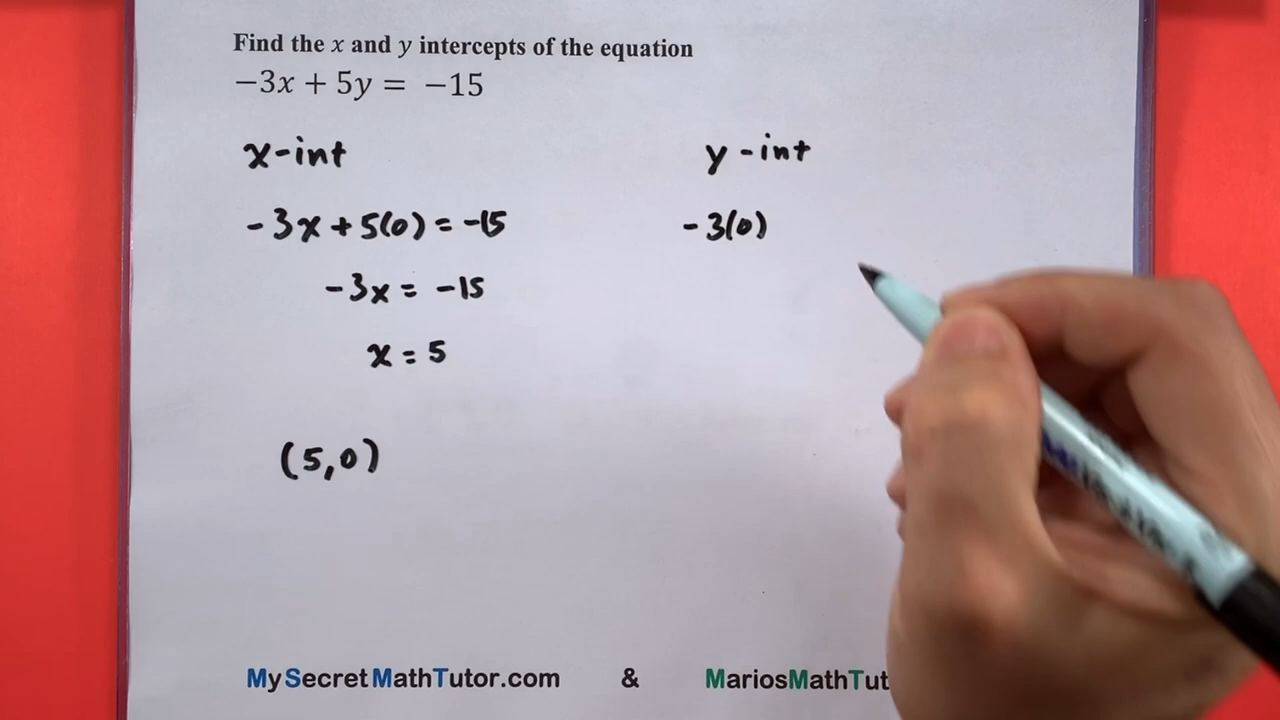 Find the x and y intercepts of the equation
−3x + 5y = −15
x-int
-3x + 5(0) = -15
-3x = -15
x = 5
(5,0)
y-int
-3(0)
MySecretMathTutor.com & MariosMathTut